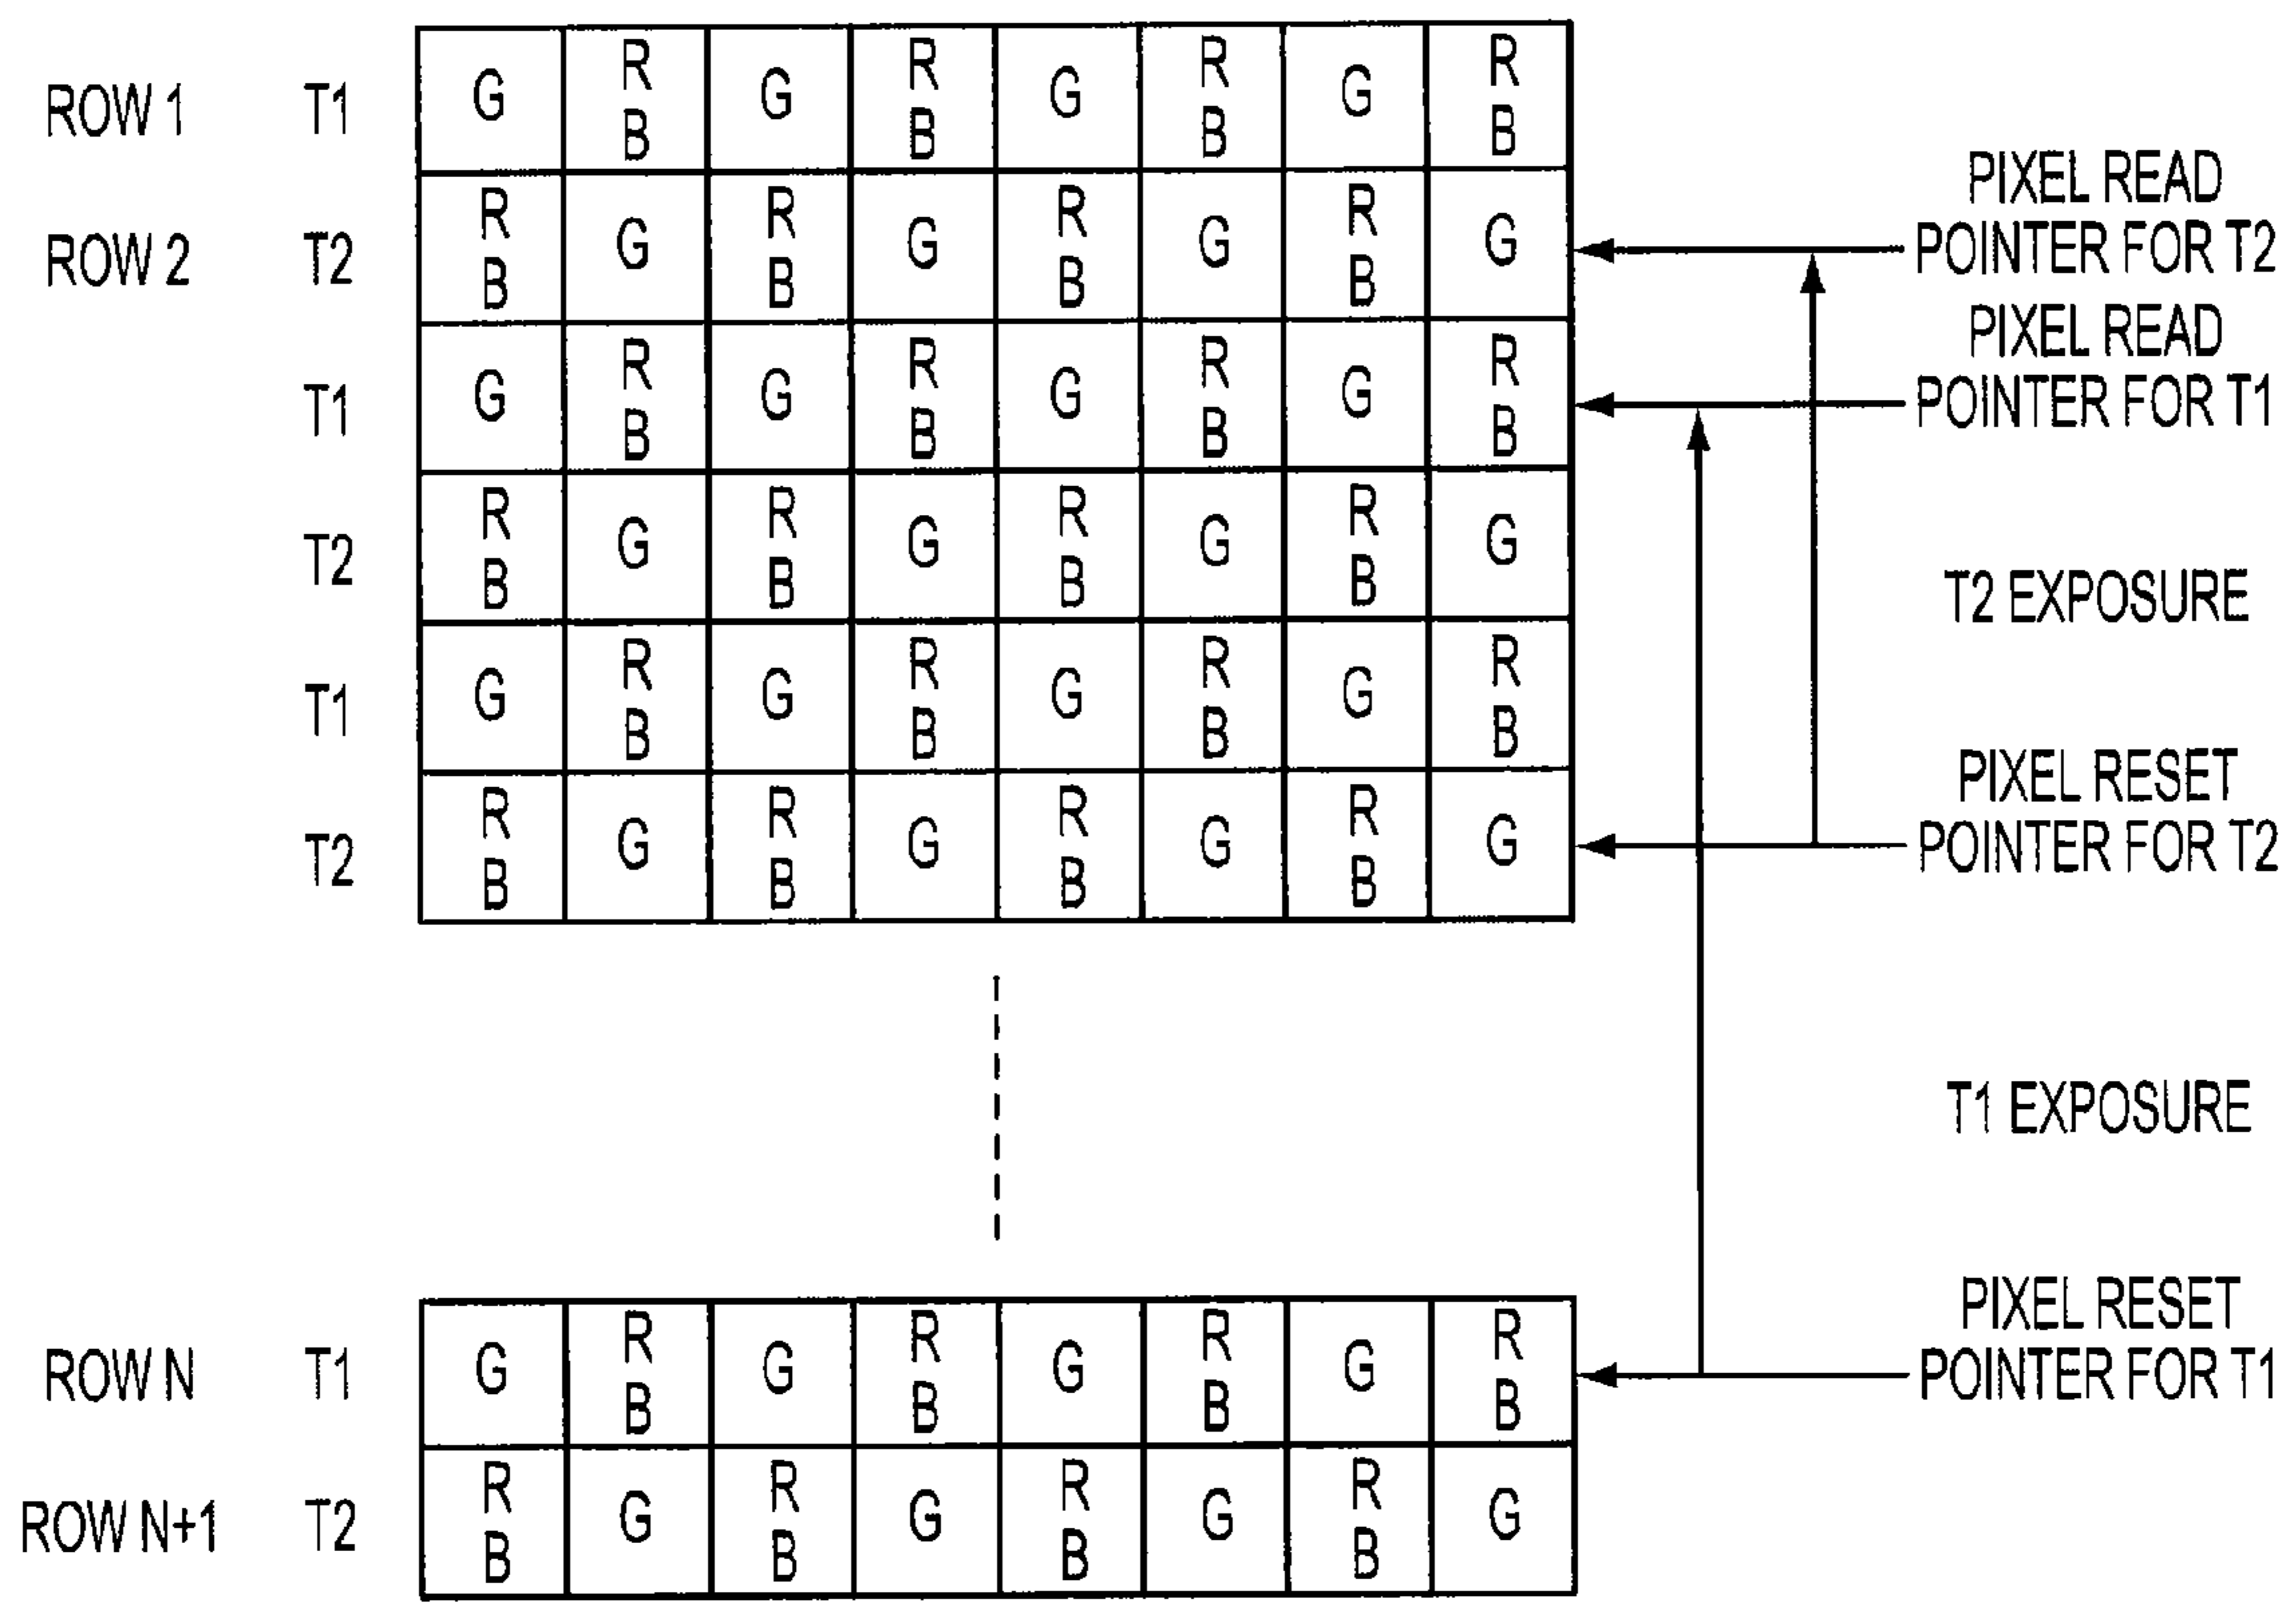 ROW 1 T1 G R B G R B G R B G R B
PIXEL READ
ROW 2 T2 R B G R B G R B G R B G POINTER FOR T2
PIXEL READ
T1 G R B G R B G R B G R B POINTER FOR T1
T2 R B G R B G R B G R B G
T2 EXPOSURE
T1 G R B G R B G R B G R B
PIXEL RESET
T2 R B G R B G R B G R B G POINTER FOR T2
T1 EXPOSURE
PIXEL RESET
ROW N T1 G R B G R B G R B G R B POINTER FOR T1
ROW N+1 T2 R B G R B G R B G R B G